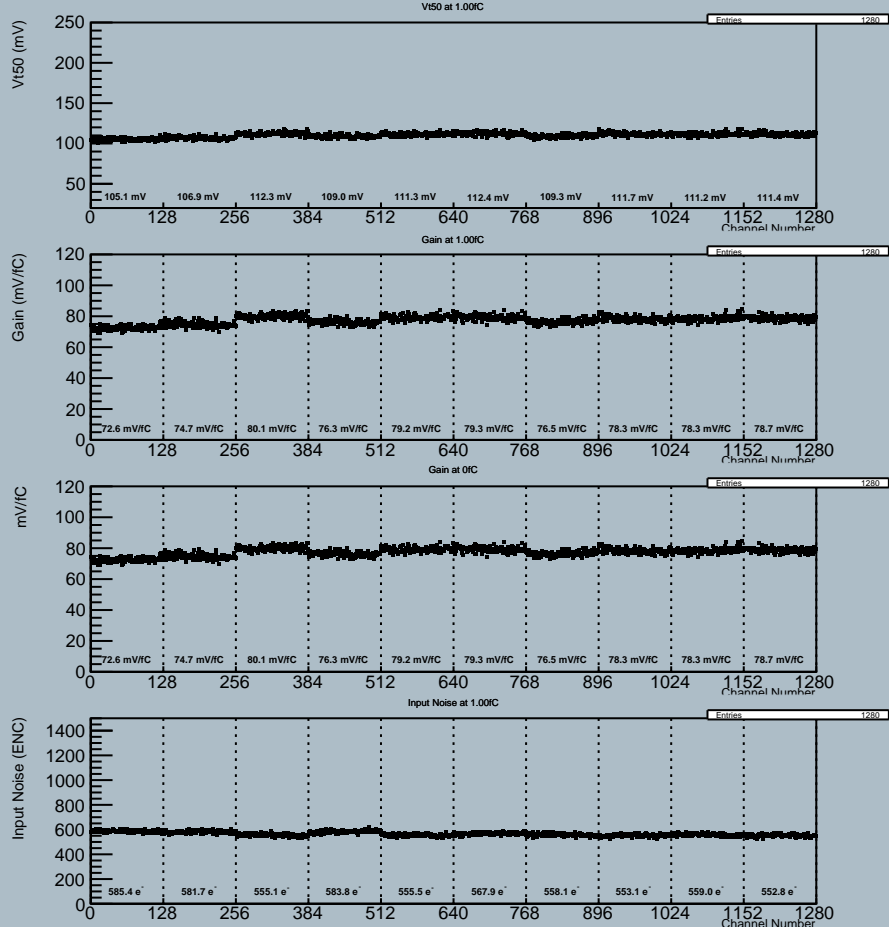 Vt50 at 1.00fC
Entries 1280
Vt50 (mV)
250
200
150
100
50
105.1 mV 106.9 mV 112.3 mV 109.0 mV 111.3 mV 112.4 mV 109.3 mV 111.7 mV 111.2 mV 111.4 mV
0 128 256 384 512 640 768 896 1024 1152 1280
Channel Number
Gain at 1.00fC
Entries 1280
Gain (mV/fC)
120
100
80
60
40
20
0
72.6 mV/fC 74.7 mV/fC 80.1 mV/fC 76.3 mV/fC 79.2 mV/fC 79.3 mV/fC 76.5 mV/fC 78.3 mV/fC 78.3 mV/fC 78.7 mV/fC
0 128 256 384 512 640 768 896 1024 1152 1280
Channel Number
Gain at 0fC
Entries 1280
mV/fC
120
100
80
60
40
20
0
72.6 mV/fC 74.7 mV/fC 80.1 mV/fC 76.3 mV/fC 79.2 mV/fC 79.3 mV/fC 76.5 mV/fC 78.3 mV/fC 78.3 mV/fC 78.7 mV/fC
0 128 256 384 512 640 768 896 1024 1152 1280
Channel Number
Input Noise at 1.00fC
Entries 1280
Input Noise (ENC)
1400
1200
1000
800
600
400
200
0
585.4 e⁻ 581.7 e⁻ 555.1 e⁻ 583.8 e⁻ 555.5 e⁻ 567.9 e⁻ 558.1 e⁻ 553.1 e⁻ 559.0 e⁻ 552.8 e⁻
0 128 256 384 512 640 768 896 1024 1152 1280
Channel Number